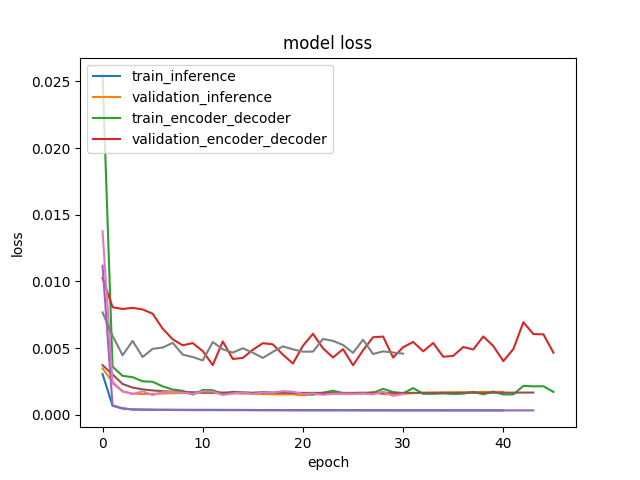 model loss
train_inference
validation_inference
train_encoder_decoder
validation_encoder_decoder
0.025
0.020
0.015
0.010
0.005
0.000
loss
0 10 20 30 40
epoch